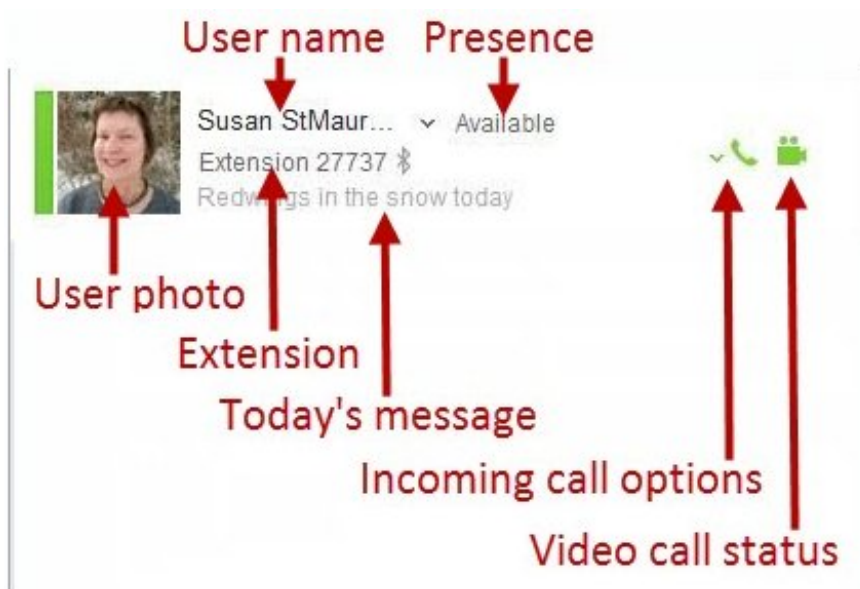 User name Presence
Susan StMaur... Available
Extension 27737
Redwings in the snow today
User photo
Extension
Today's message
Incoming call options
Video call status